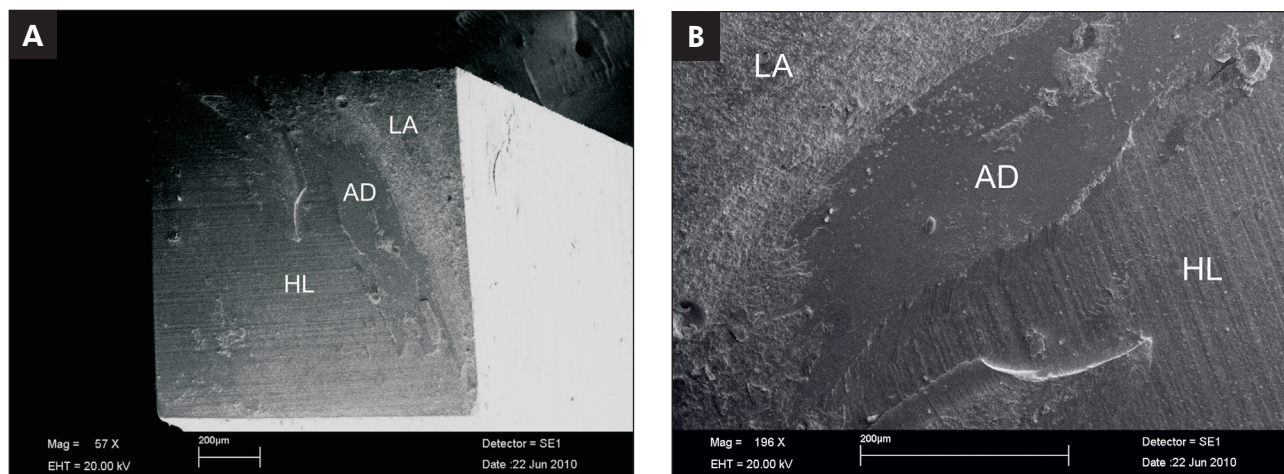 A
LA
AD
HL
Mag = 57 X
EHT = 20.00 kV
200µm
Detector = SE1
Date :22 Jun 2010
B
LA
AD
HL
Mag = 196 X
EHT = 20.00 kV
200µm
Detector = SE1
Date :22 Jun 2010